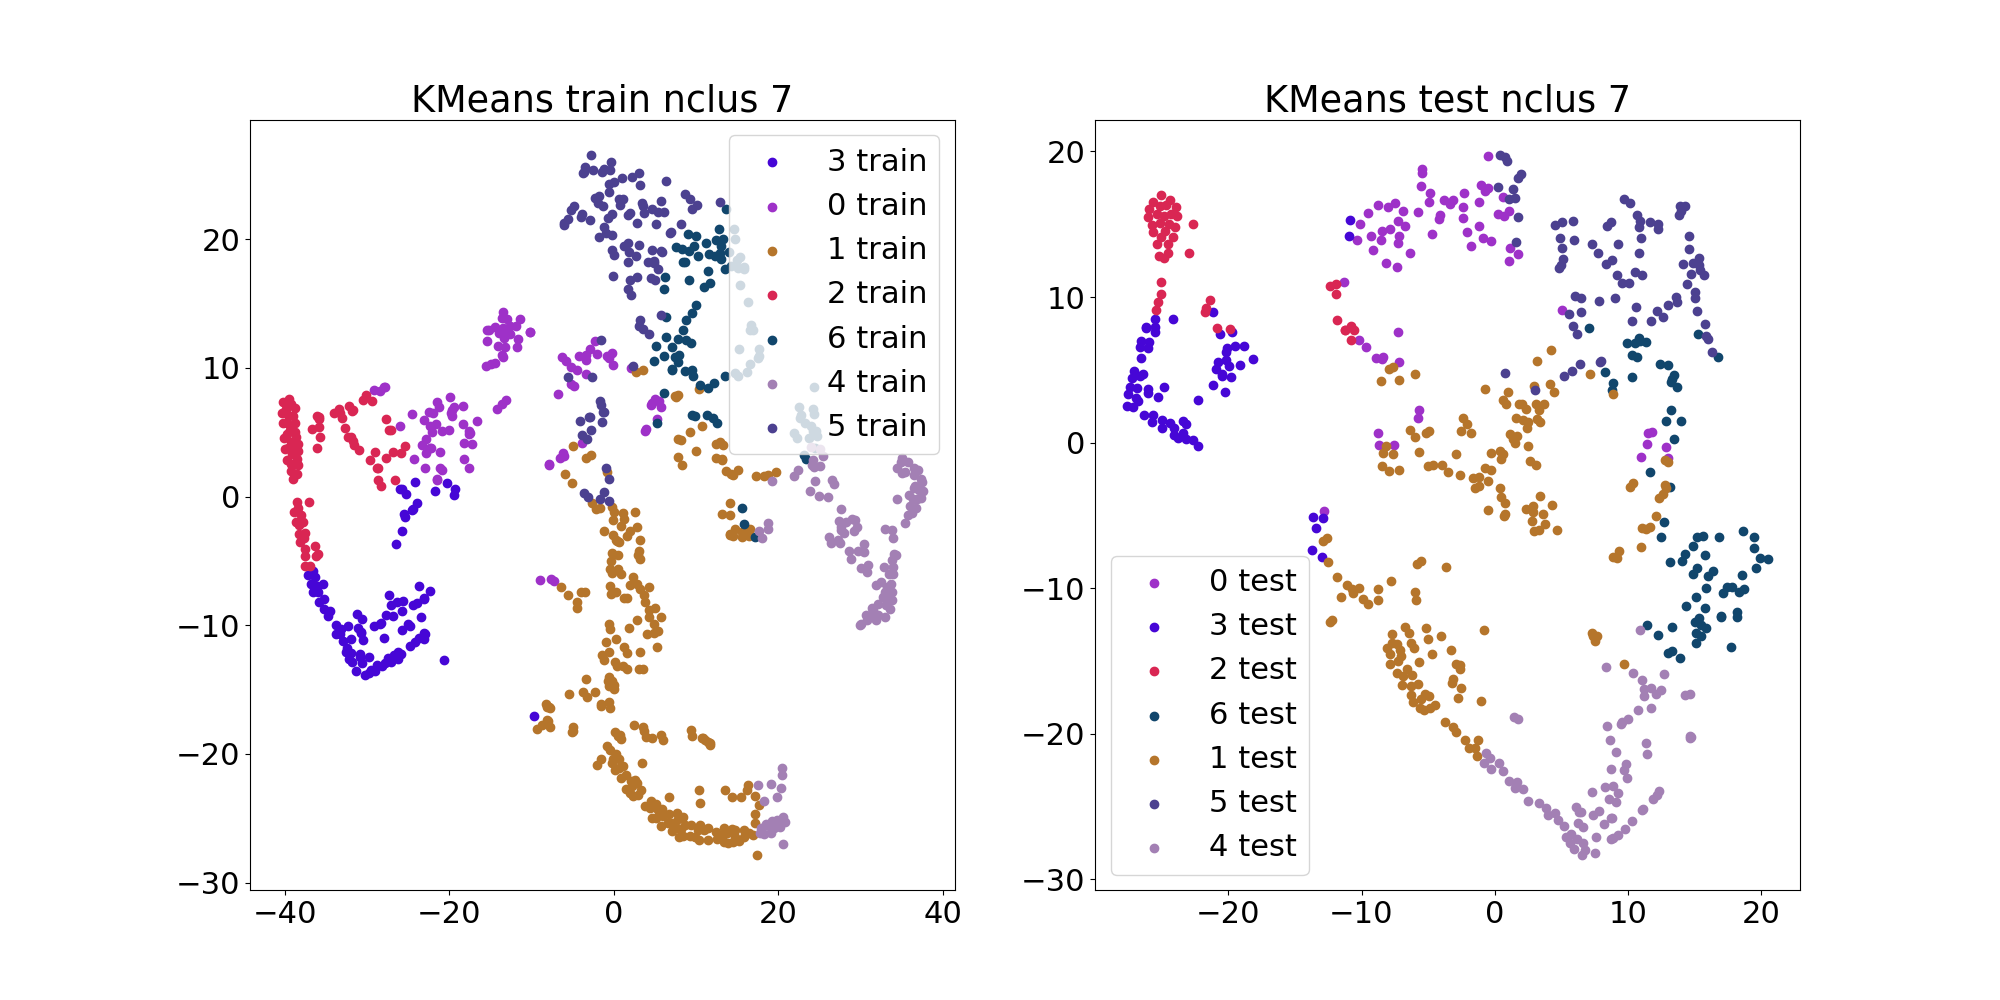 KMeans train nclus 7
20
10
0
−10
−20
−30
−40
−20
0
20
40
3 train
0 train
1 train
2 train
6 train
4 train
5 train
KMeans test nclus 7
20
10
0
−10
−20
−30
−20
−10
0
10
20
0 test
3 test
2 test
6 test
1 test
5 test
4 test